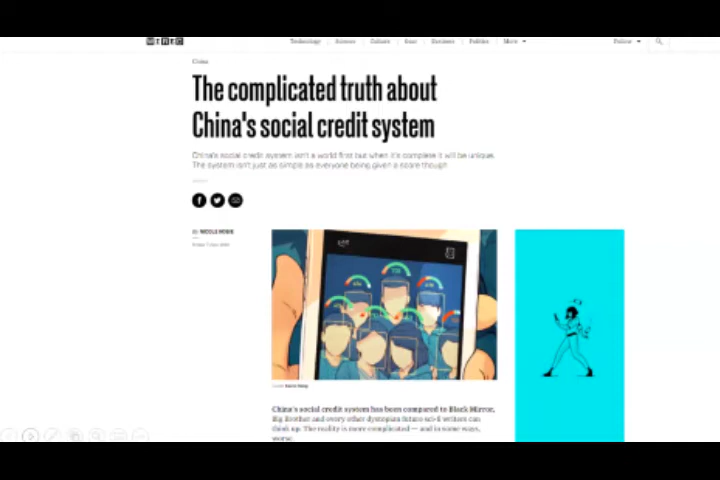 WIRED
Technology Science Culture Gear Business Politics More Follow
China
The complicated truth about
China's social credit system
China's social credit system isn't a world first but when it's complete it will be unique.
The system isn't just as simple as everyone being given a score though
China's social credit system has been compared to Black Mirror,
Big Brother and every other dystopian future sci-fi writers can
think up. The reality is more complicated — and in some ways,
worse.